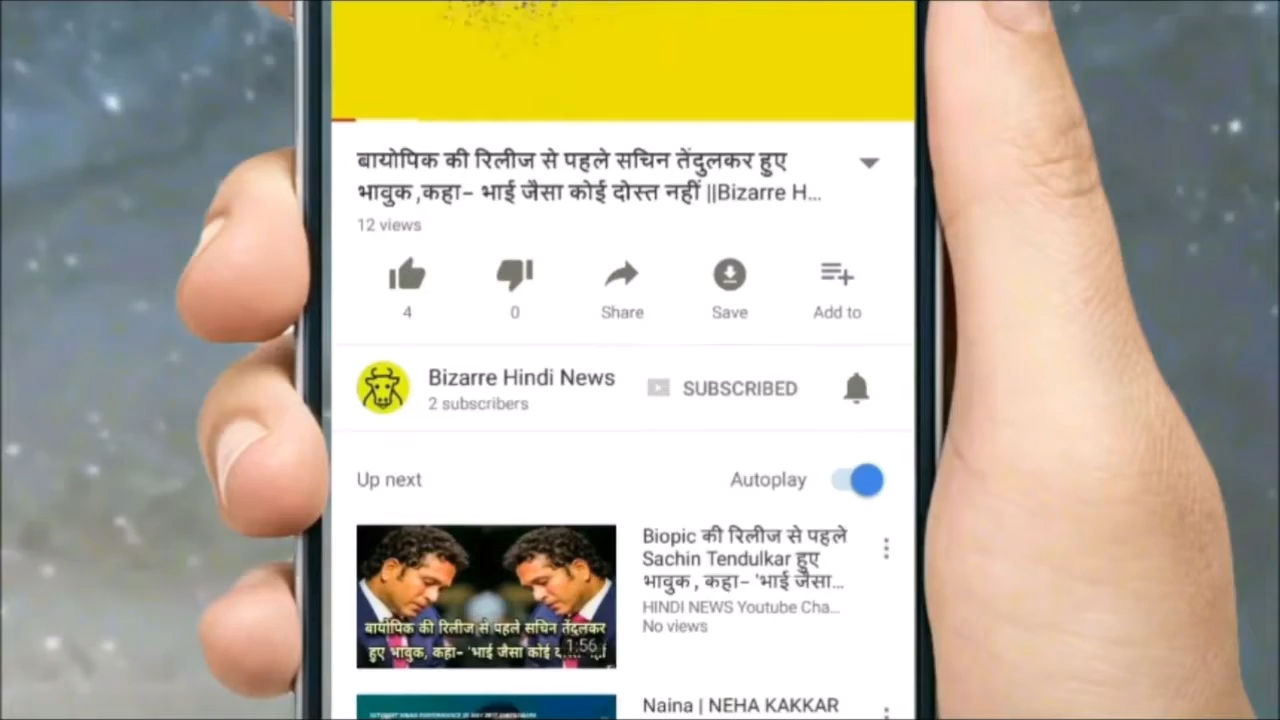 बायोपिक की रिलीज से पहले सचिन तेंदुलकर हुए
भावुक,कहा- भाई जैसा कोई दोस्त नहीं ||Bizarre H...
12 views
4
0
Share
Save
Add to
Bizarre Hindi News
2 subscribers
SUBSCRIBED
Up next
Autoplay
बायोपिक की रिलीज से पहले सचिन तेंदुलकर
हुए भावुक, कहा- 'भाई जैसा कोई
1:56
Biopic की रिलीज से पहले
Sachin Tendulkar हुए
भावुक, कहा- 'भाई जैसा...
HINDI NEWS Youtube Cha...
No views
Naina | NEHA KAKKAR